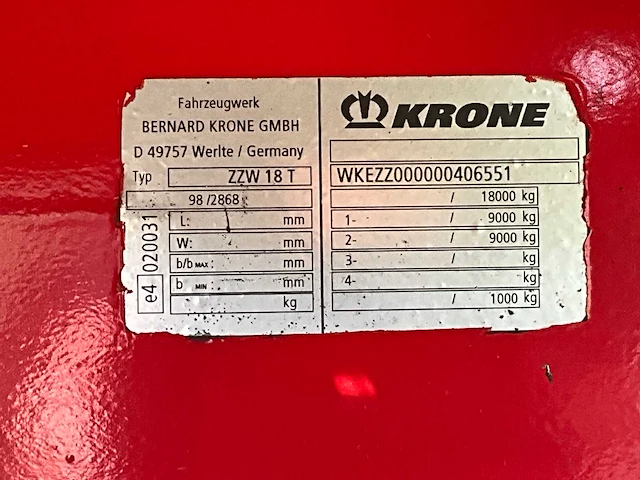 Fahrzeugwerk
BERNARD KRONE GMBH
D 49757 Werlte / Germany
Typ ZZW 18 T
98 /2868
L: mm
W: mm
b/b MAX : mm
b MIN : mm
kg
e4 020031
KRONE
WKEZZ000000406551
/ 18000 kg
1- / 9000 kg
2- / 9000 kg
3- / kg
4-
/ 1000 kg